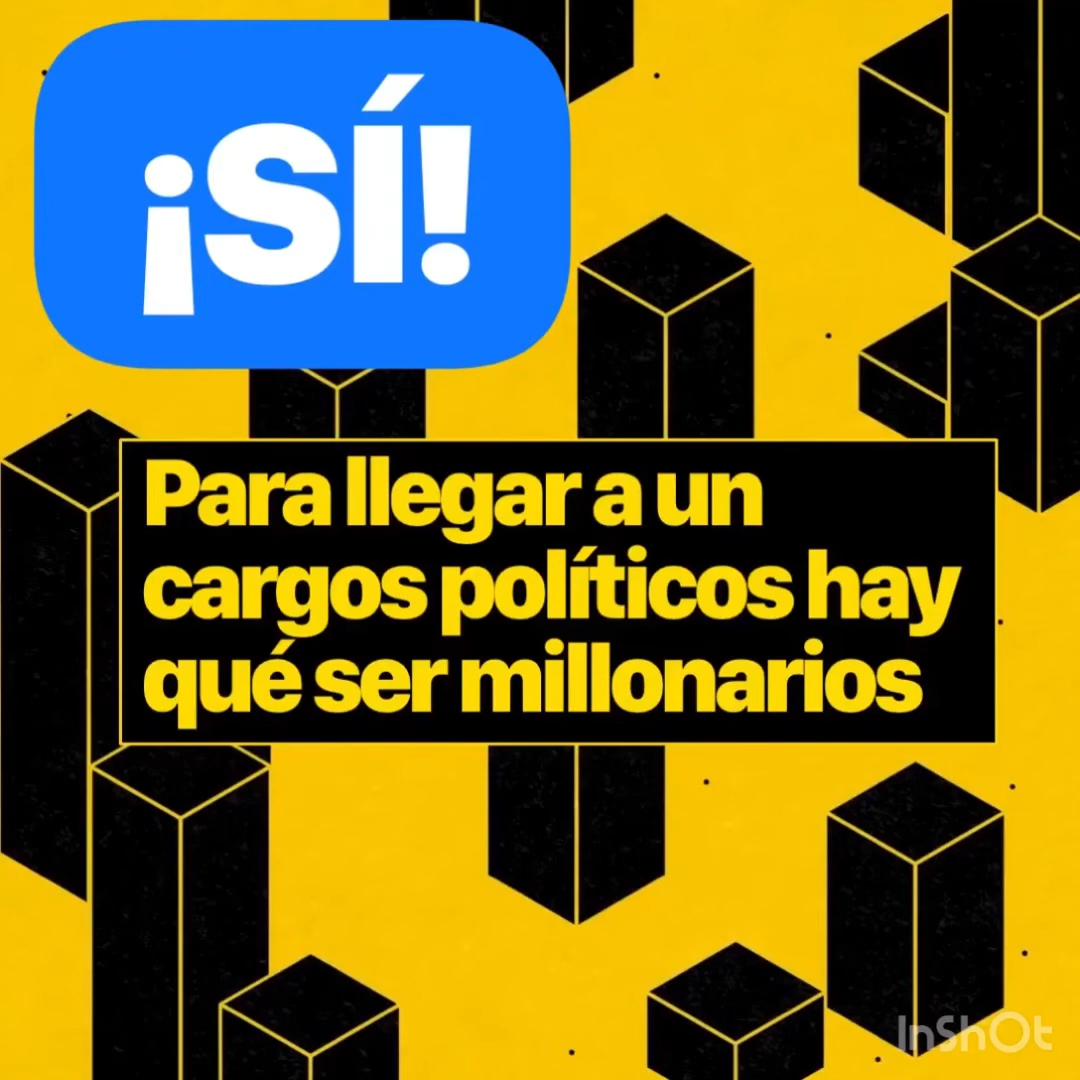 ¡SÍ!
Para llegar a un
cargos políticos hay
qué ser millonarios
InShOt